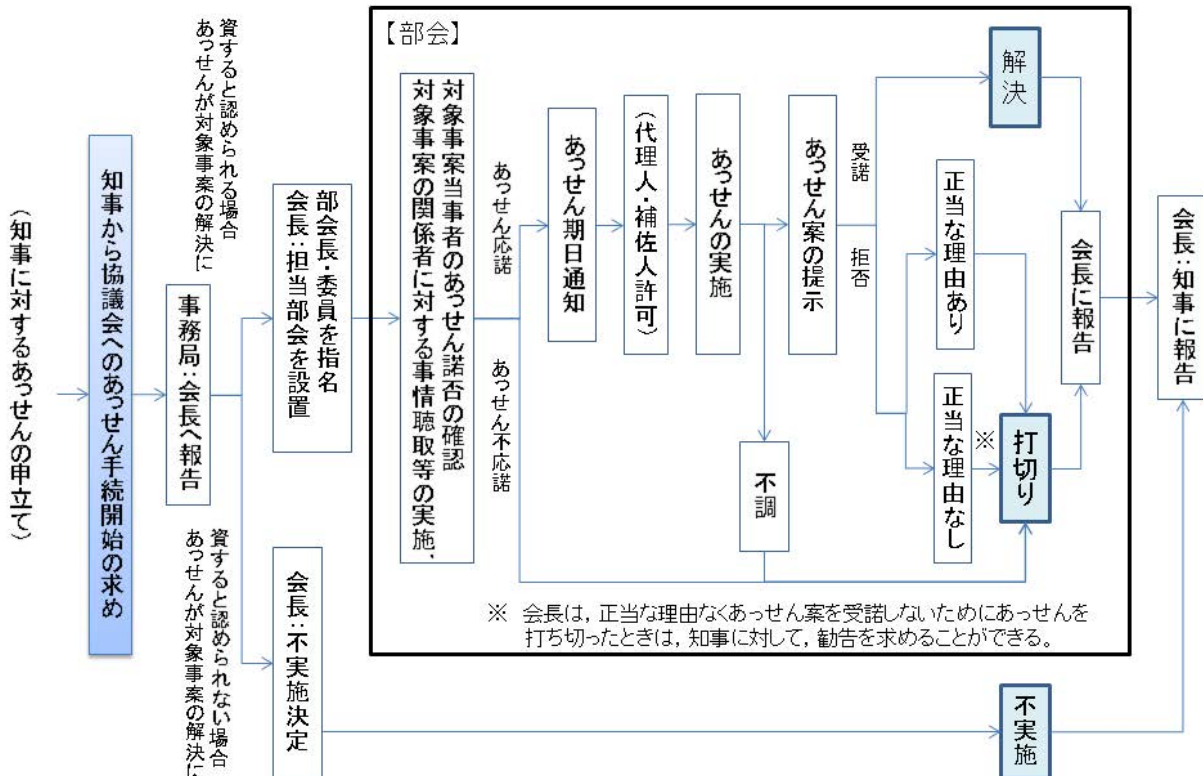 （知事に対するあっせんの申立て）
知事から協議会へのあっせん手続開始の求め
事務局：会長へ報告
あっせんが対象事案の解決に
資すると認められる場合
会長：担当部会を設置
部会長・委員を指名
あっせんが対象事案の解決に
資すると認められない場合
会長：不実施決定
【部会】
対象事案の関係者に対する事情聴取等の実施，
対象事案当事者のあっせん諾否の確認
あっせん応諾
あっせん不応諾
あっせん期日通知
（代理人・補佐人許可）
あっせんの実施
不調
あっせん案の提示
受諾
拒否
正当な理由あり
正当な理由なし
※
解決
打切り
会長に報告
※　会長は，正当な理由なくあっせん案を受諾しないためにあっせんを
打ち切ったときは，知事に対して，勧告を求めることができる。
不実施
会長：知事に報告